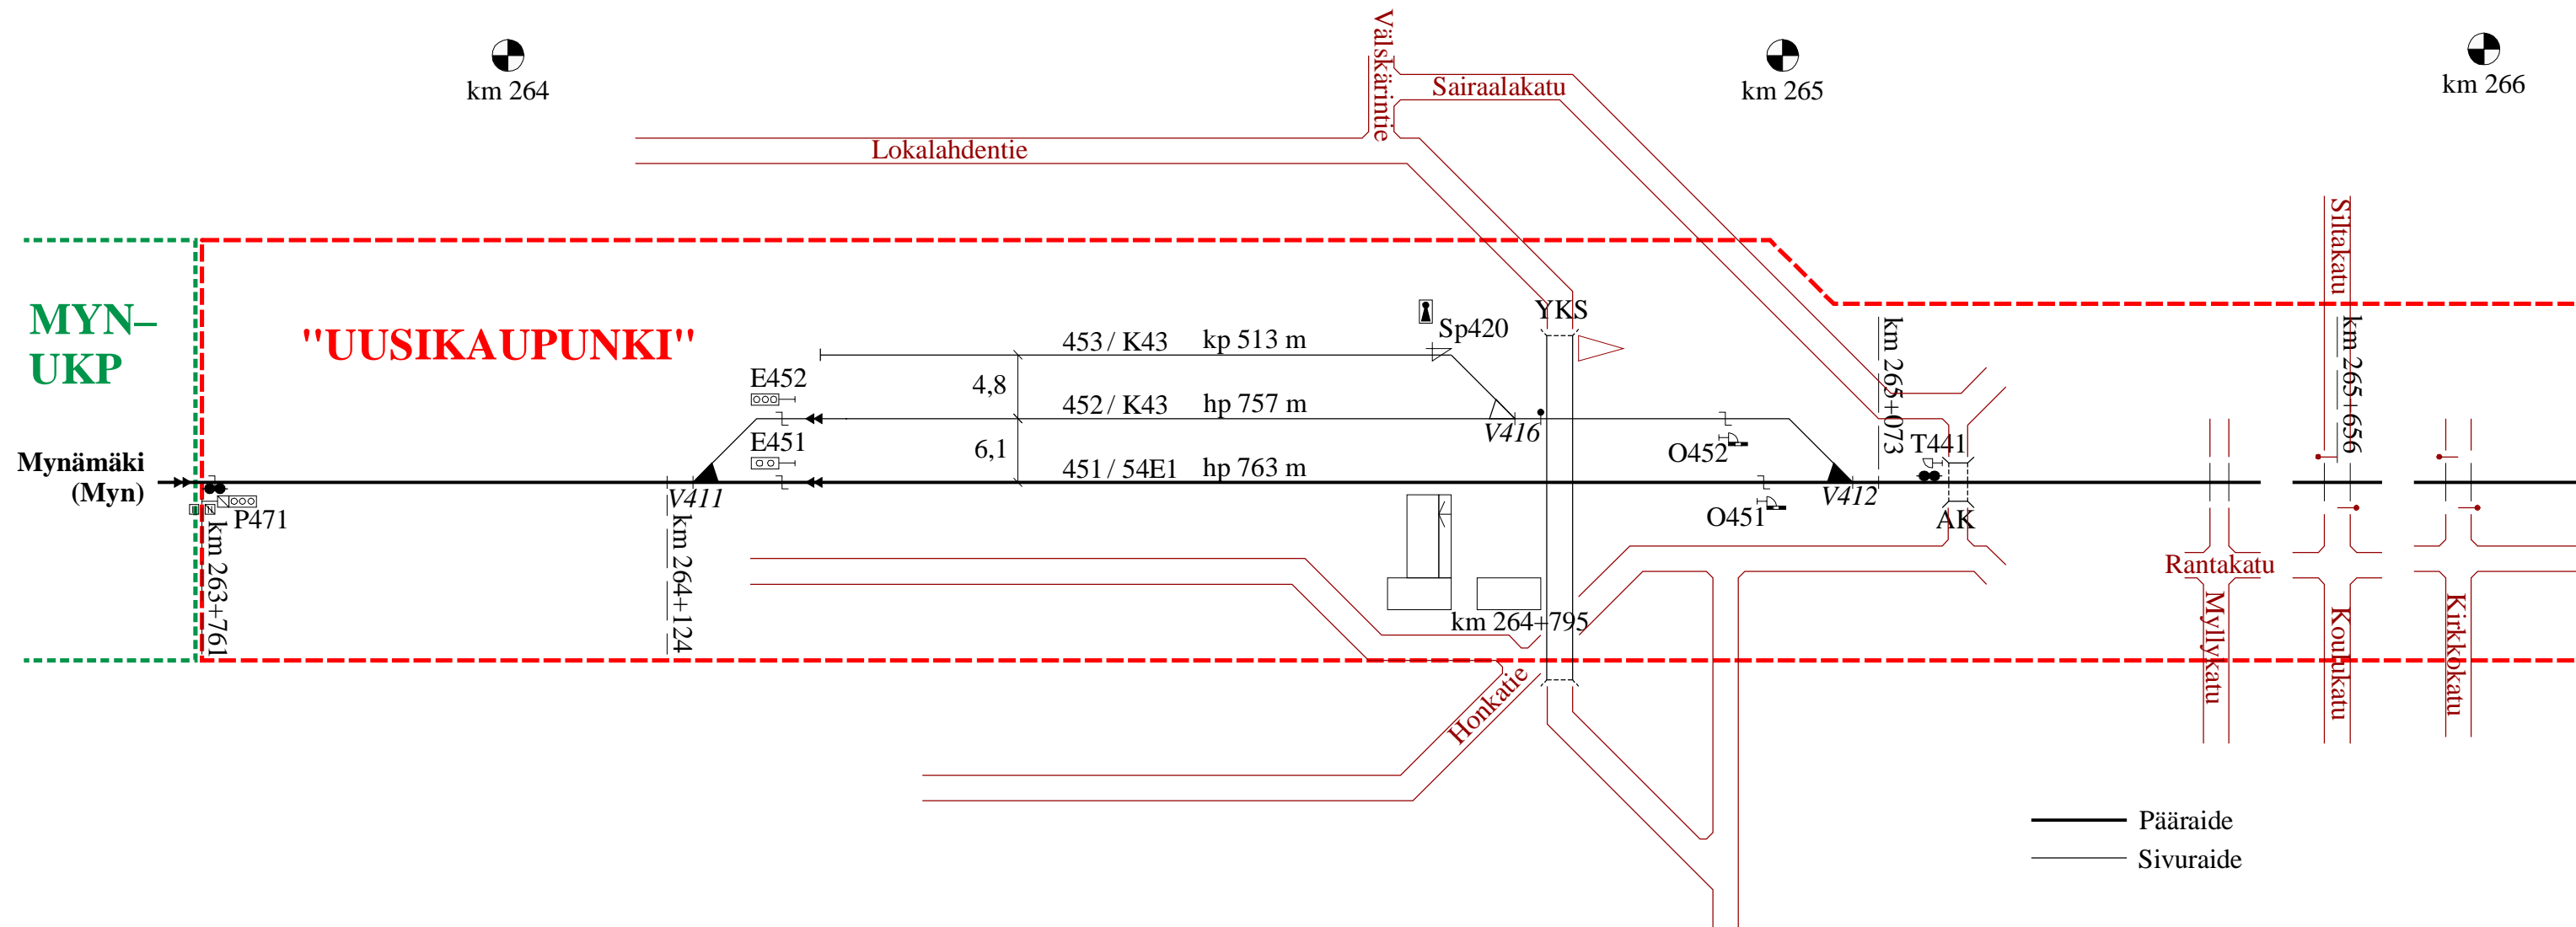 km 264
km 265
km 266
Välskärintie
Sairaalakatu
Lokalahdentie
Siltakatu
MYN–
UKP
"UUSIKAUPUNKI"
YKS
Sp420
453 / K43 kp 513 m
km 265+073
km 265+656
E452
4,8
452 / K43 hp 757 m
V416
E451
6,1
451 / 54E1 hp 763 m
O452
T441
Mynämäki
(Myn)
V411
V412
P471
O451
AK
km 263+761
km 264+124
Rantakatu
km 264+795
Myllykatu
Koulukatu
Kirkkokatu
Honkatie
Pääraide
Sivuraide